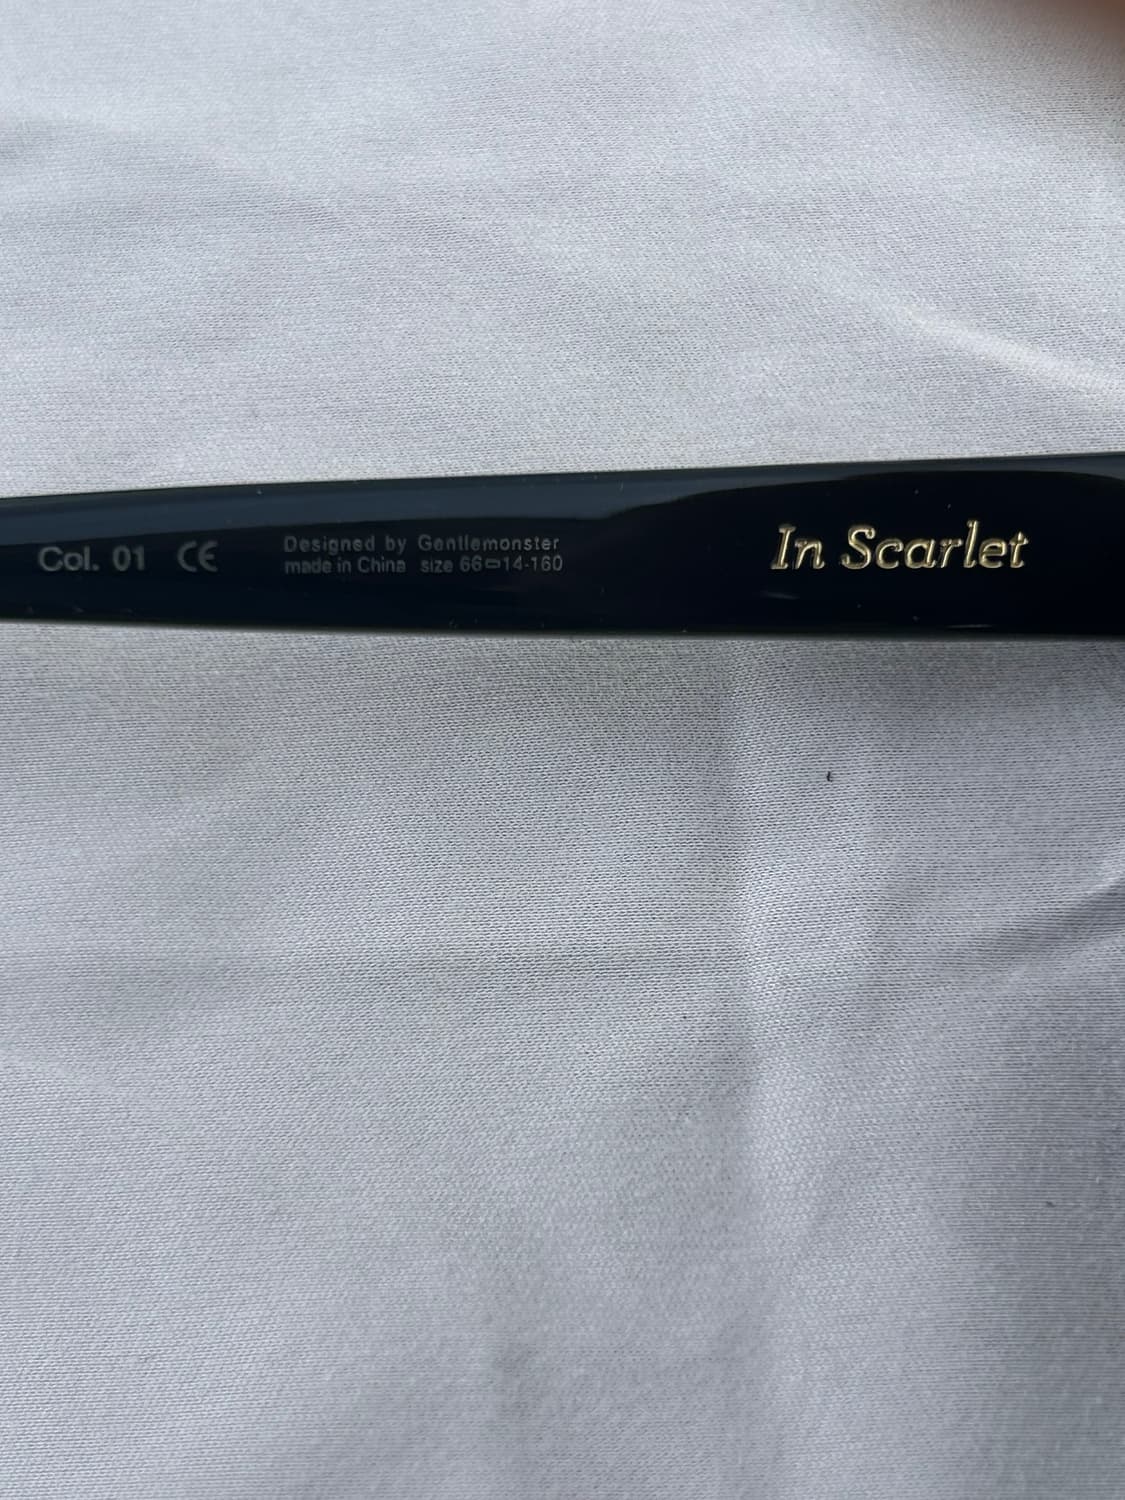 Col. 01 CE
Designed by Gentlemonster
made in China size 66▭14-160
In Scarlet